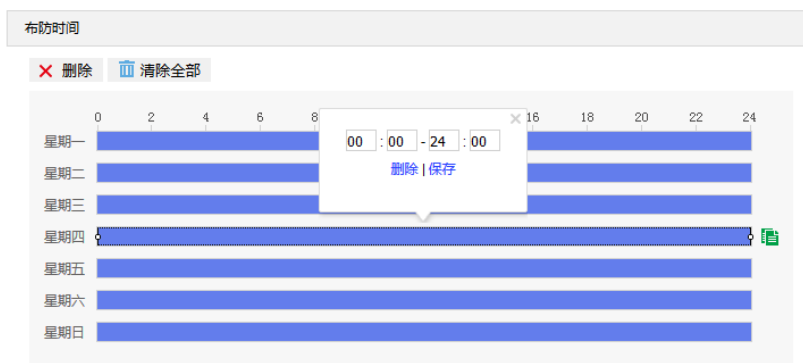 布防时间
删除 清除全部
0 2 4 6 8 16 18 20 22 24
00 : 00 - 24 : 00
删除 | 保存
星期一
星期二
星期三
星期四
星期五
星期六
星期日